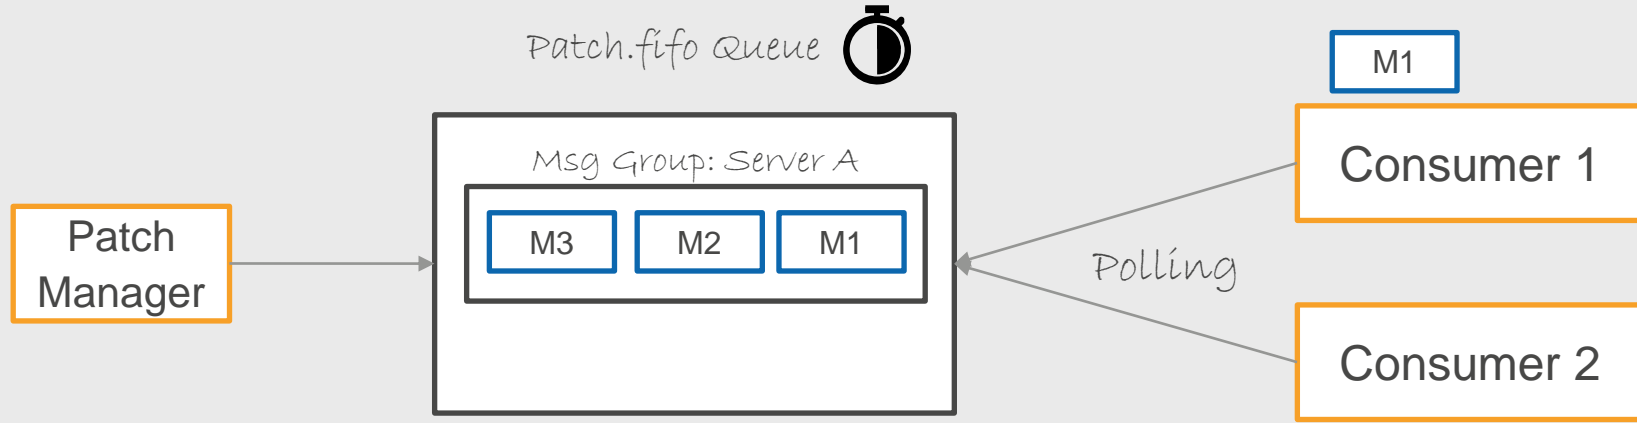 Patch.fifo Queue
M1
Msg Group: Server A
Consumer 1
Patch
Manager
M3
M2
M1
Polling
Consumer 2